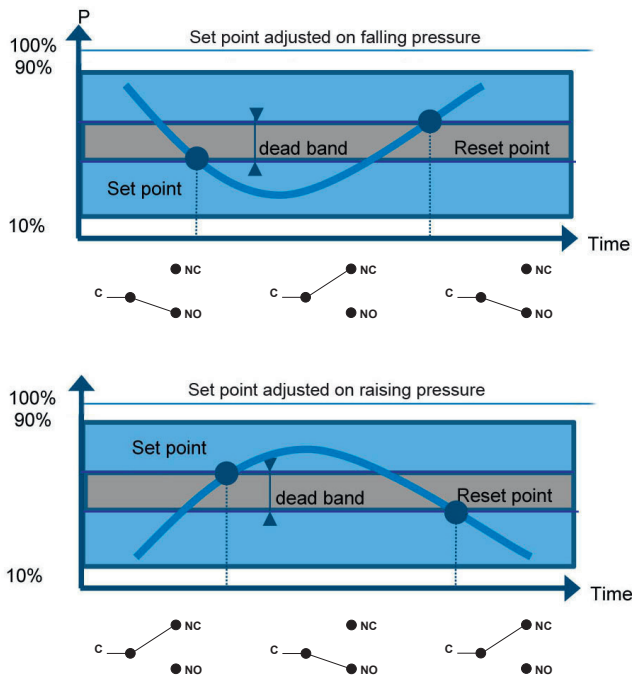 P
100%
Set point adjusted on falling pressure
90%
dead band
Reset point
Set point
10%
Time
NC
NC
NC
C
C
C
NO
NO
NO
100%
Set point adjusted on raising pressure
90%
Set point
dead band
Reset point
10%
Time
NC
NC
NC
C
C
C
NO
NO
NO